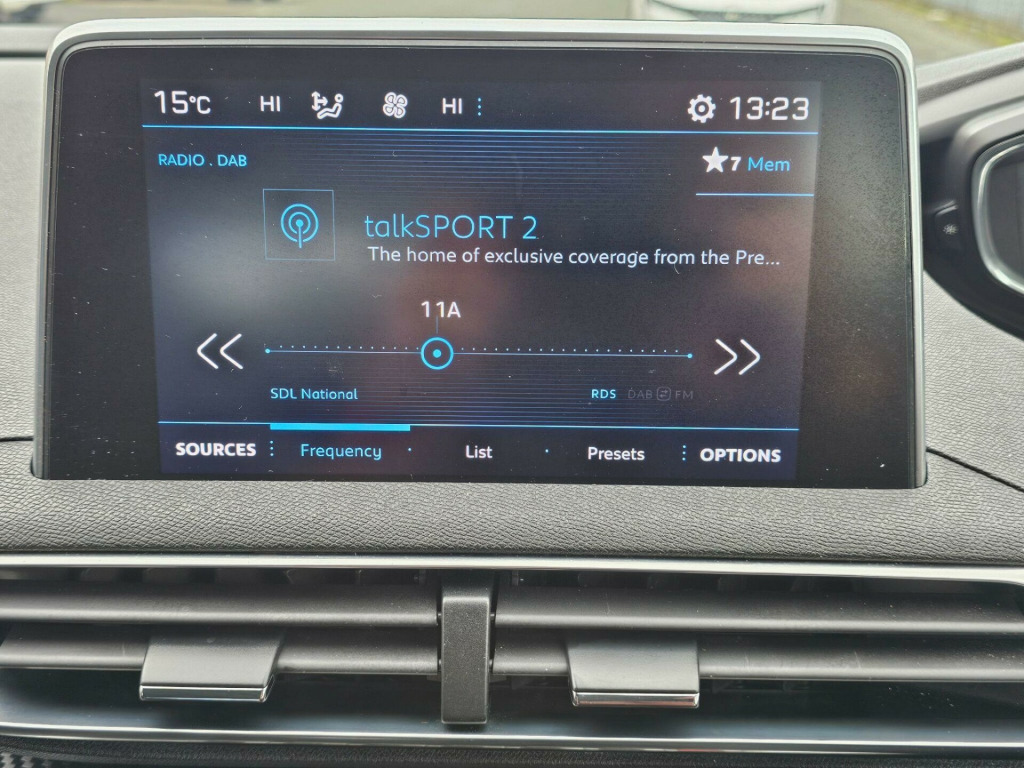 15°C HI HI 13:23
RADIO . DAB
7 Mem
talkSPORT 2
The home of exclusive coverage from the Pre...
11A
SDL National RDS DAB FM
SOURCES Frequency List Presets OPTIONS